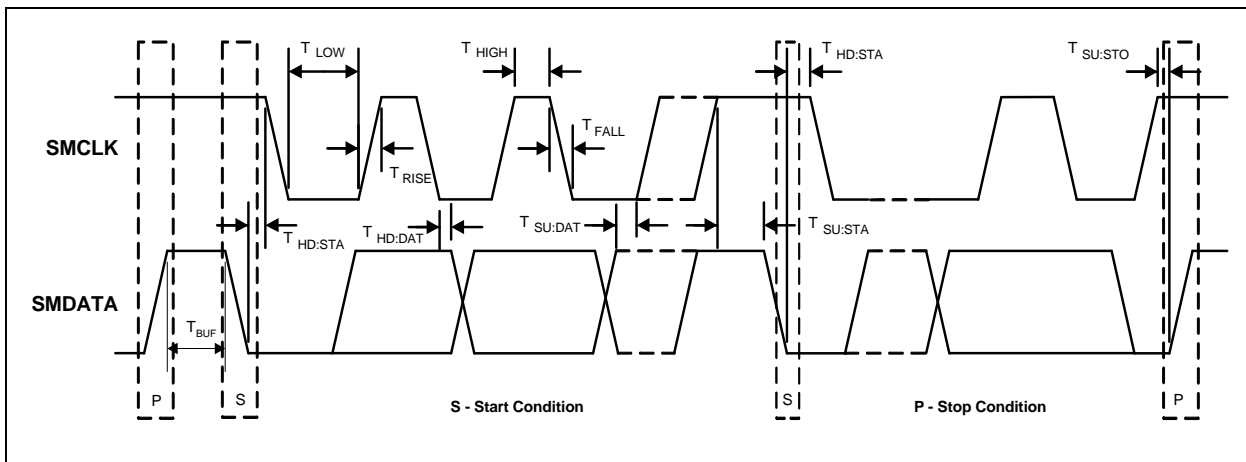 T LOW
T HIGH
T HD:STA
T SU:STO
SMCLK
T FALL
T RISE
T HD:STA
T HD:DAT
T SU:DAT
T SU:STA
SMDATA
T BUF
P
S
S - Start Condition
S
P - Stop Condition
P